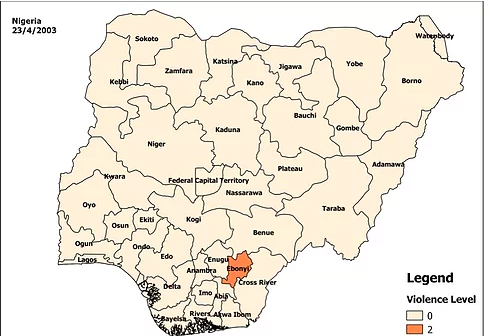 Nigeria
23/4/2003
Sokoto
Waterbody
Katsina
Yobe
Jigawa
Zamfara
Kebbi
Kano
Borno
Bauchi
Gombe
Kaduna
Niger
Adamawa
Plateau
Kwara
Federal Capital Territory
Nassarawa
Oyo
Taraba
Kogi
Ekiti
Osun
Benue
Ogun
Ondo
Edo
Enugu
Lagos
Anambra
Ebonyi
Cross River
Delta
Imo
Abia
Bayelsa
Rivers
Akwa Ibom
Legend
Violence Level
0
2